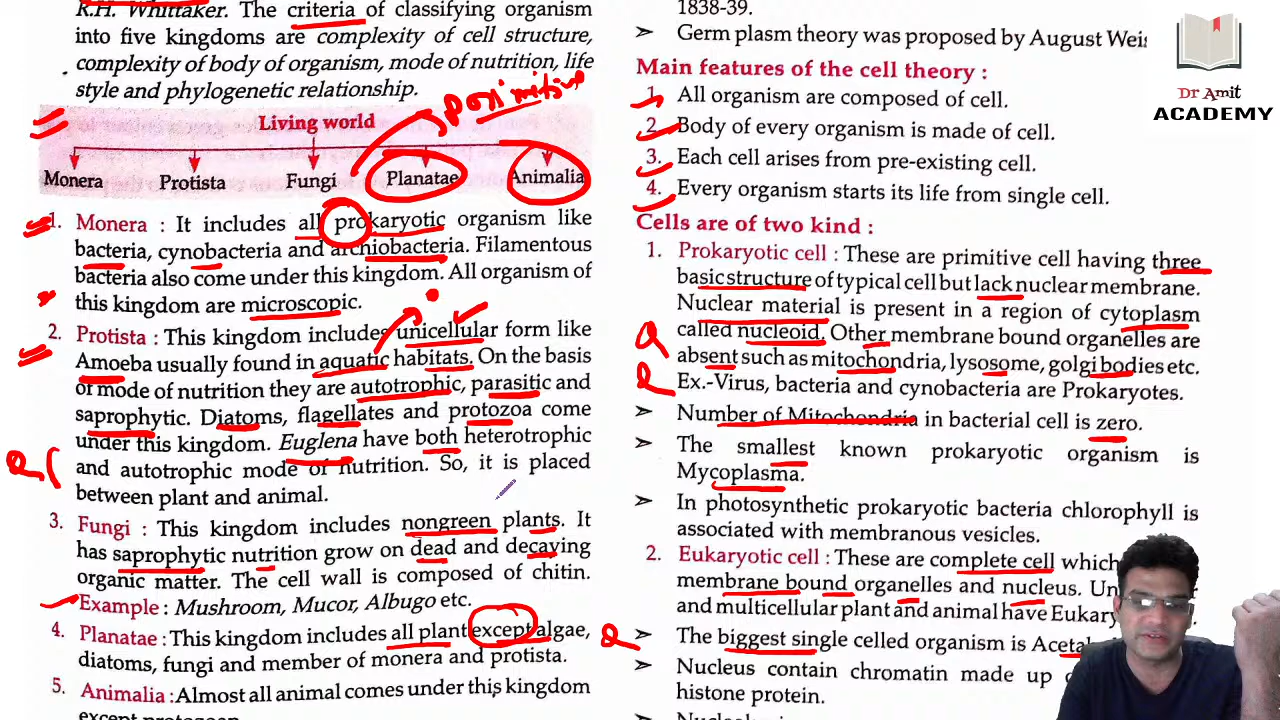 R.H. Whittaker. The criteria of classifying organism
into five kingdoms are complexity of cell structure,
complexity of body of organism, mode of nutrition, life
style and phylogenetic relationship.
primitive
Living world
Monera Protista Fungi Planatae Animalia
1. Monera : It includes all prokaryotic organism like
bacteria, cynobacteria and archiobacteria. Filamentous
bacteria also come under this kingdom. All organism of
this kingdom are microscopic.
2. Protista : This kingdom includes unicellular form like
Amoeba usually found in aquatic habitats. On the basis
of mode of nutrition they are autotrophic, parasitic and
saprophytic. Diatoms, flagellates and protozoa come
under this kingdom. Euglena have both heterotrophic
and autotrophic mode of nutrition. So, it is placed
between plant and animal.
3. Fungi : This kingdom includes nongreen plants. It
has saprophytic nutrition grow on dead and decaying
organic matter. The cell wall is composed of chitin.
Example : Mushroom, Mucor, Albugo etc.
4. Planatae : This kingdom includes all plant except algae,
diatoms, fungi and member of monera and protista.
5. Animalia : Almost all animal comes under this kingdom
except protozoan
1838-39.
➢ Germ plasm theory was proposed by August
Main features of the cell theory :
1. All organism are composed of cell.
2. Body of every organism is made of cell.
3. Each cell arises from pre-existing cell.
4. Every organism starts its life from single cell.
Cells are of two kind :
1. Prokaryotic cell : These are primitive cell having three
basic structure of typical cell but lack nuclear membrane.
Nuclear material is present in a region of cytoplasm
called nucleoid. Other membrane bound organelles are
absent such as mitochondria, lysosome, golgi bodies etc.
Ex.-Virus, bacteria and cynobacteria are Prokaryotes.
➢ Number of Mitochondria in bacterial cell is zero.
➢ The smallest known prokaryotic organism is
Mycoplasma.
➢ In photosynthetic prokaryotic bacteria chlorophyll is
associated with membranous vesicles.
2. Eukaryotic cell : These are complete cell which
membrane bound organelles and nucleus.
and multicellular plant and animal have
➢ The biggest single celled organism is
➢ Nucleus contain chromatin made up
histone protein.
Dr Amit
ACADEMY